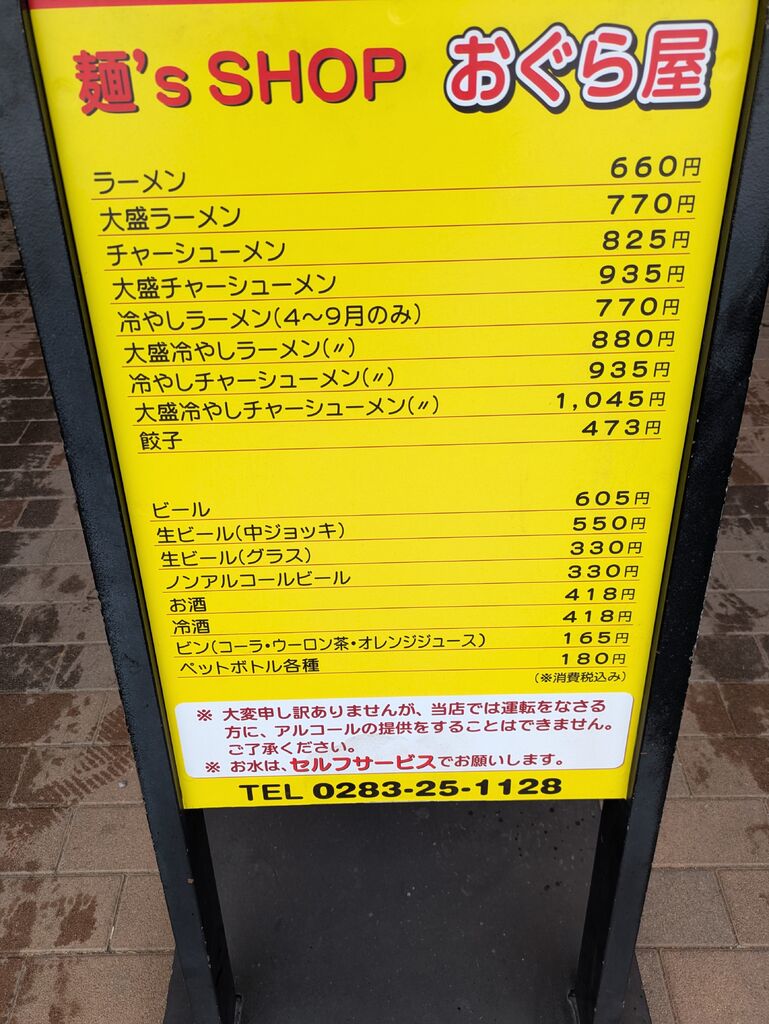 麺's SHOP おぐら屋
ラーメン 660円
大盛ラーメン 770円
チャーシューメン 825円
大盛チャーシューメン 935円
冷やしラーメン(4〜9月のみ) 770円
大盛冷やしラーメン(〃) 880円
冷やしチャーシューメン(〃) 935円
大盛冷やしチャーシューメン(〃) 1,045円
餃子 473円
ビール 605円
生ビール(中ジョッキ) 550円
生ビール(グラス) 330円
ノンアルコールビール 330円
お酒 418円
冷酒 418円
ビン(コーラ・ウーロン茶・オレンジジュース) 165円
ペットボトル各種 180円
(※消費税込み)
※ 大変申し訳ありませんが、当店では運転をなさる
方に、アルコールの提供をすることはできません。
ご了承ください。
※ お水は、セルフサービスでお願いします。
TEL 0283-25-1128